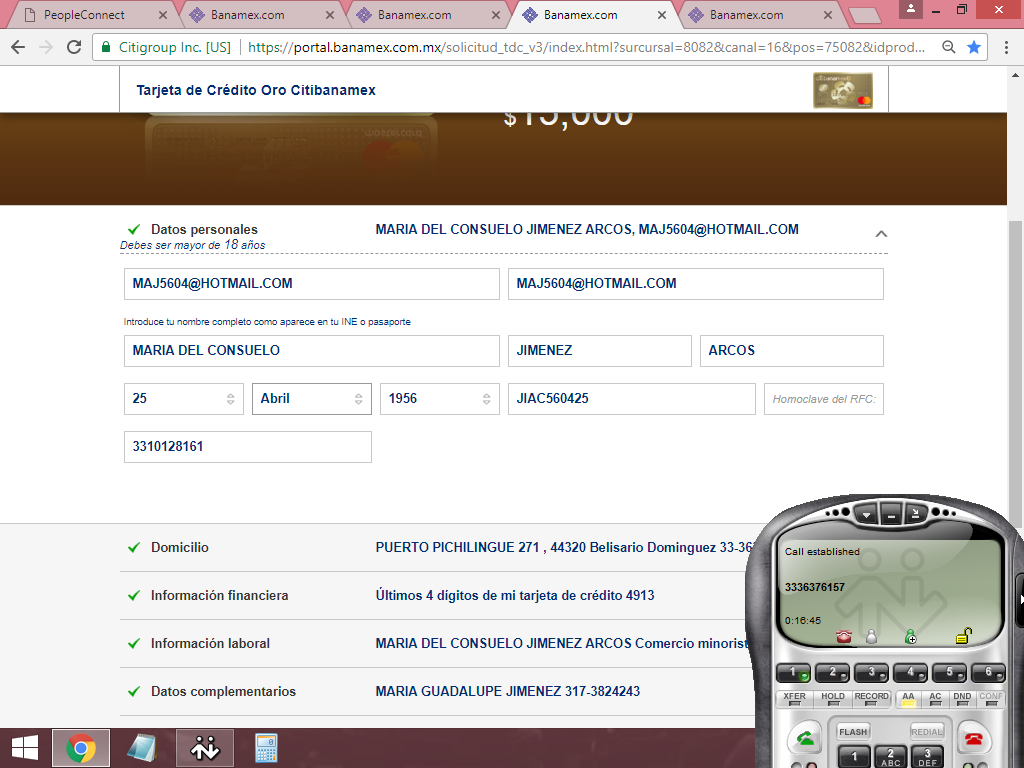 PeopleConnect
Banamex.com
Banamex.com
Banamex.com
Banamex.com
Citigroup Inc. [US] https://portal.banamex.com.mx/solicitud_tdc_v3/index.html?surcursal=8082&canal=16&pos=75082&idprod...
Tarjeta de Crédito Oro Citibanamex
$15,000
Datos personales MARIA DEL CONSUELO JIMENEZ ARCOS, MAJ5604@HOTMAIL.COM
Debes ser mayor de 18 años
MAJ5604@HOTMAIL.COM MAJ5604@HOTMAIL.COM
Introduce tu nombre completo como aparece en tu INE o pasaporte
MARIA DEL CONSUELO JIMENEZ ARCOS
25 Abril 1956 JIAC560425 Homoclave del RFC:
3310128161
Domicilio PUERTO PICHILINGUE 271 , 44320 Belisario Dominguez 33-36
Información financiera Últimos 4 dígitos de mi tarjeta de crédito 4913
Información laboral MARIA DEL CONSUELO JIMENEZ ARCOS Comercio minorist
Datos complementarios MARIA GUADALUPE JIMENEZ 317-3824243
Call established
3336376157
0:16:45
1 2 3 4 5 6
XFER HOLD RECORD AA AC DND CONF
FLASH REDIAL
1 2 ABC 3 DEF